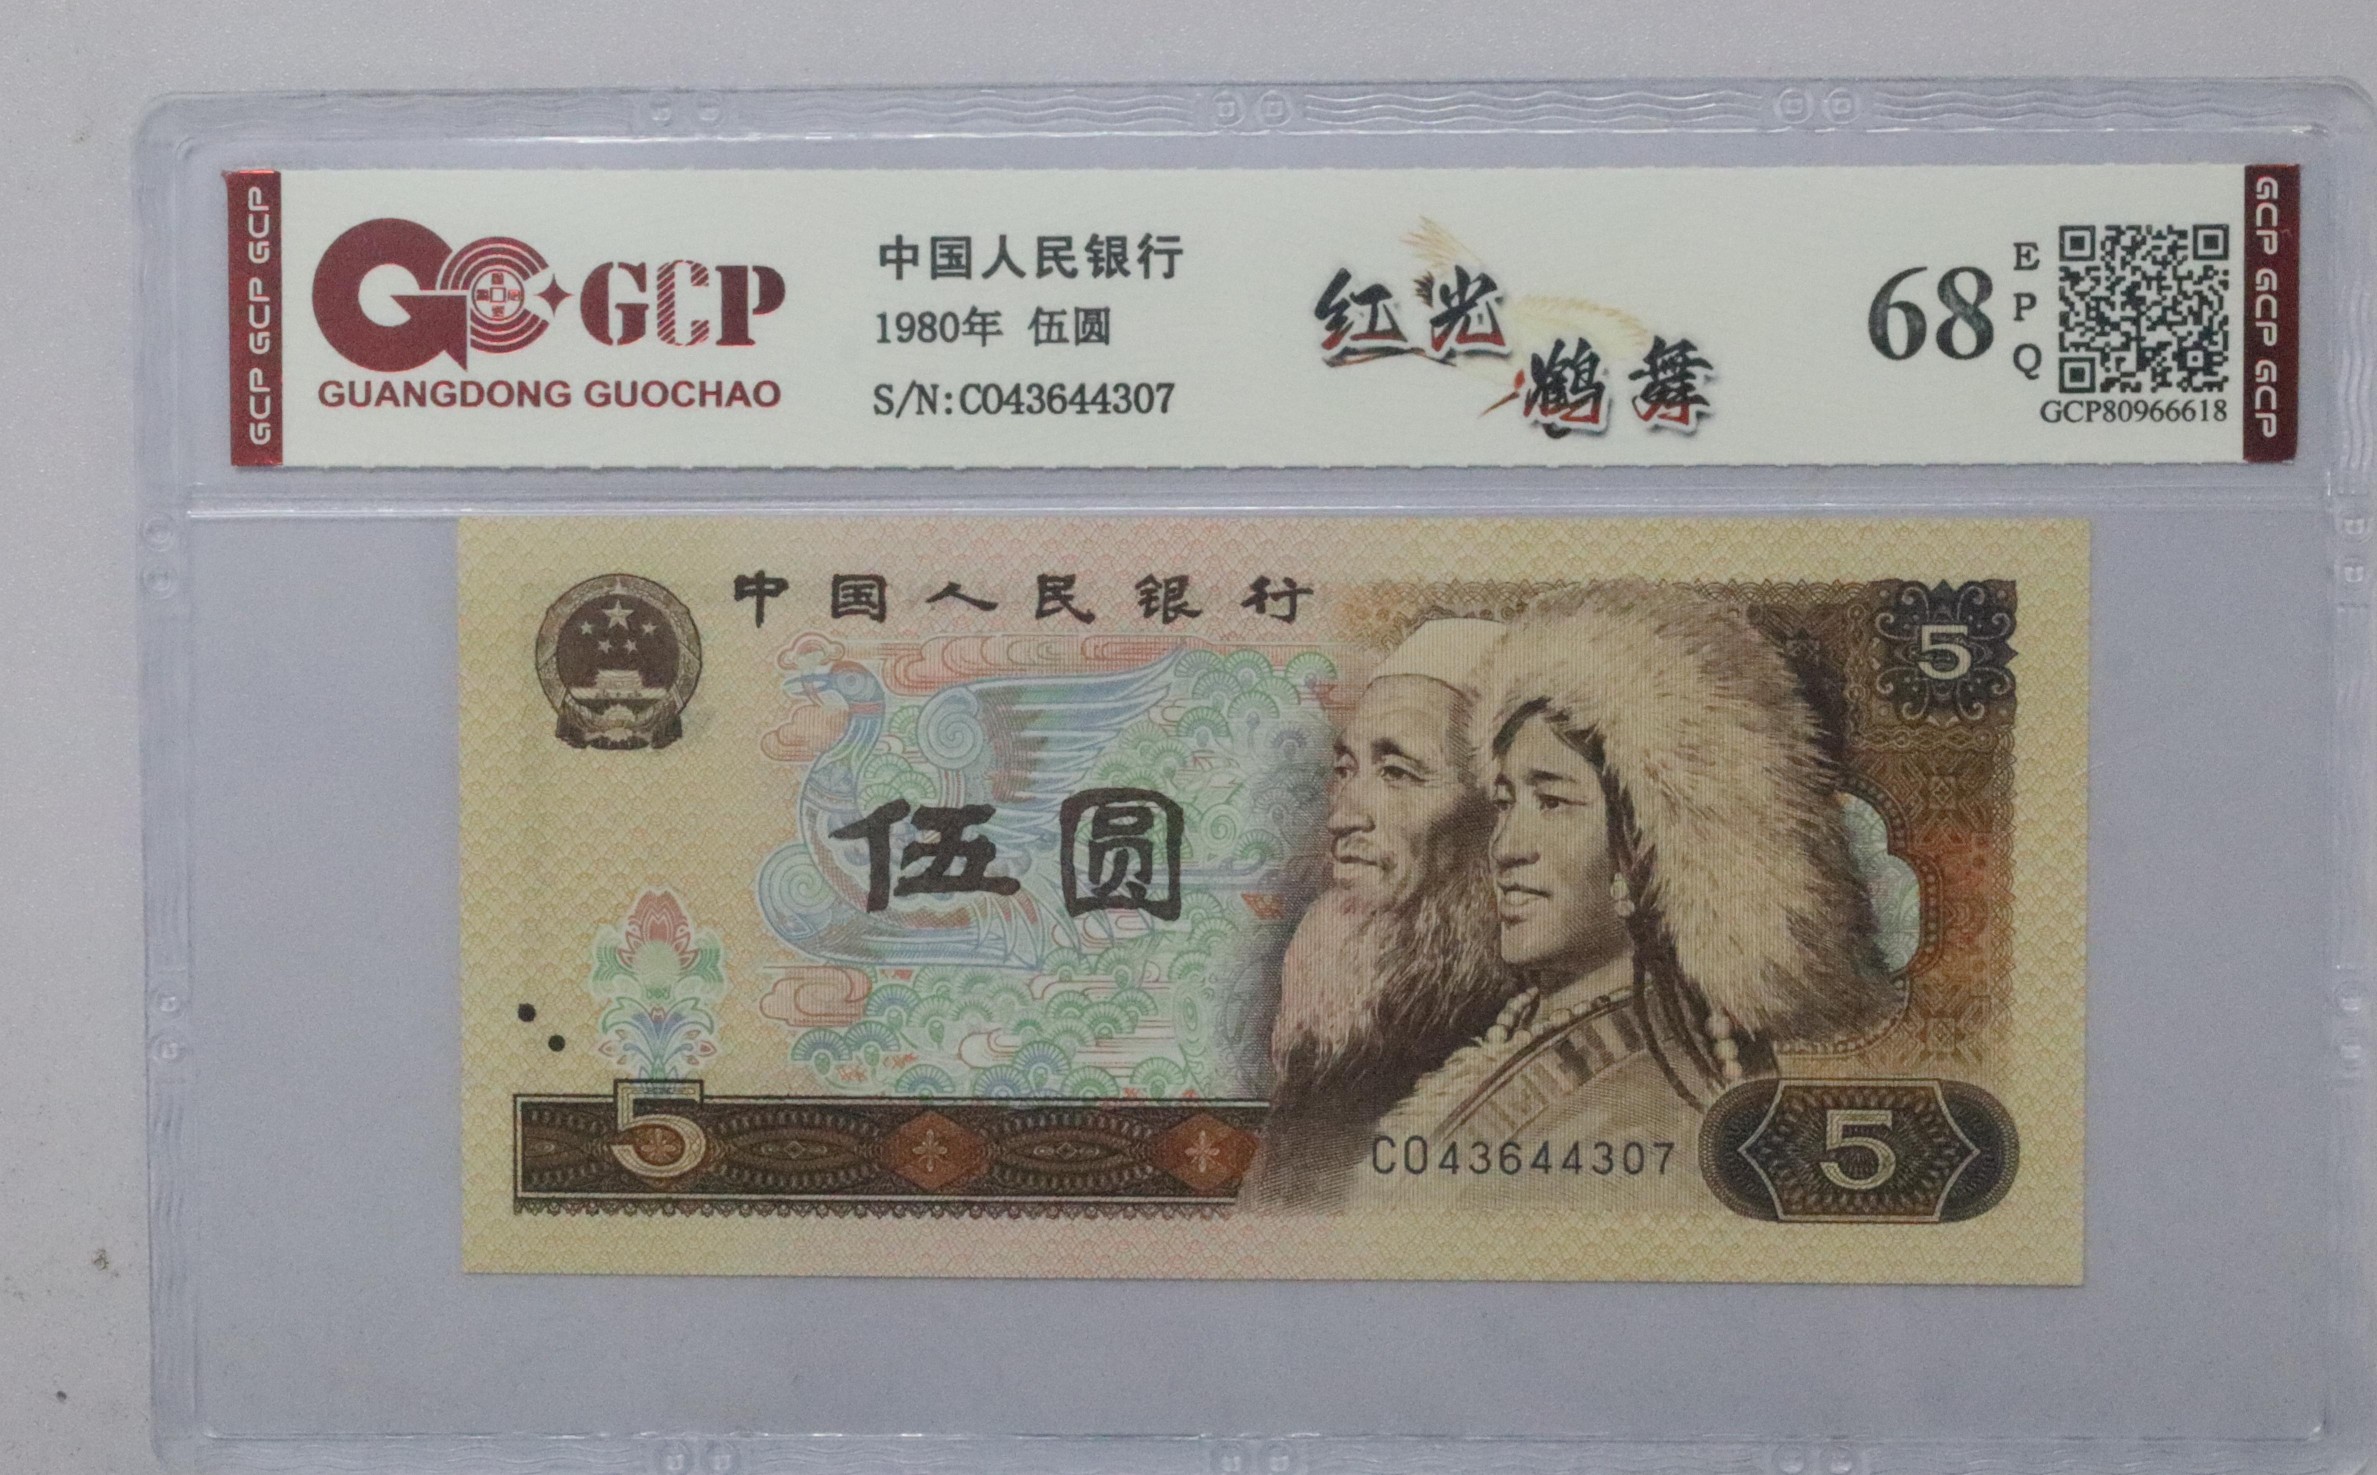 GCP GCP GCP
GCP
GUANGDONG GUOCHAO
中国人民银行
1980年 伍圆
S/N:CO43644307
红光
鹤舞
68
E
P
Q
GCP80966618
GCP GCP GCP
中国人民银行
5
伍圆
5
CO43644307
5